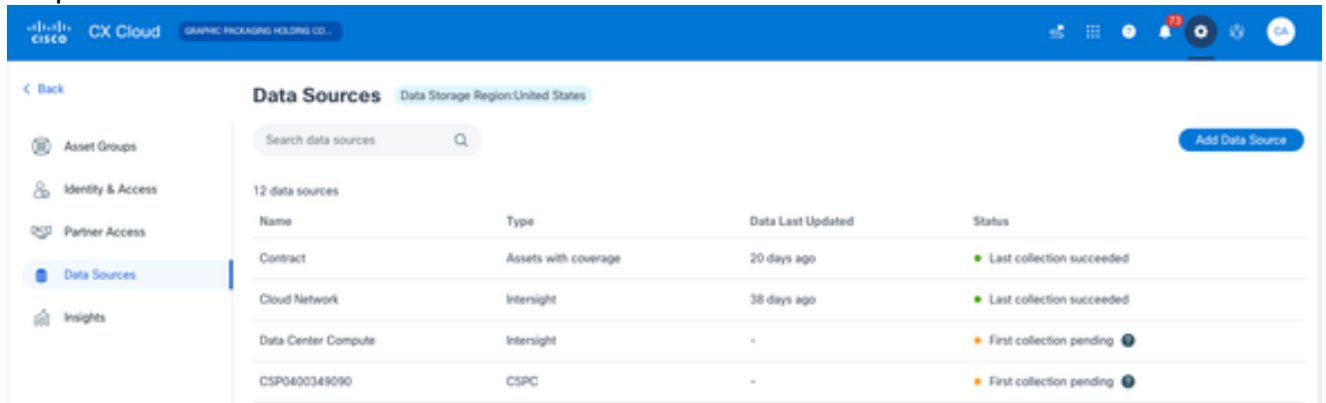 cisco CX Cloud GRAPHIC PACKAGING HOLDING CO... 73 CA
Back
Data Sources Data Storage Region:United States
Search data sources
Add Data Source
Asset Groups
Identity & Access
Partner Access
Data Sources
Insights
12 data sources
Name Type Data Last Updated Status
Contract Assets with coverage 20 days ago Last collection succeeded
Cloud Network Intersight 38 days ago Last collection succeeded
Data Center Compute Intersight - First collection pending ?
CSP0400349090 CSPC - First collection pending ?